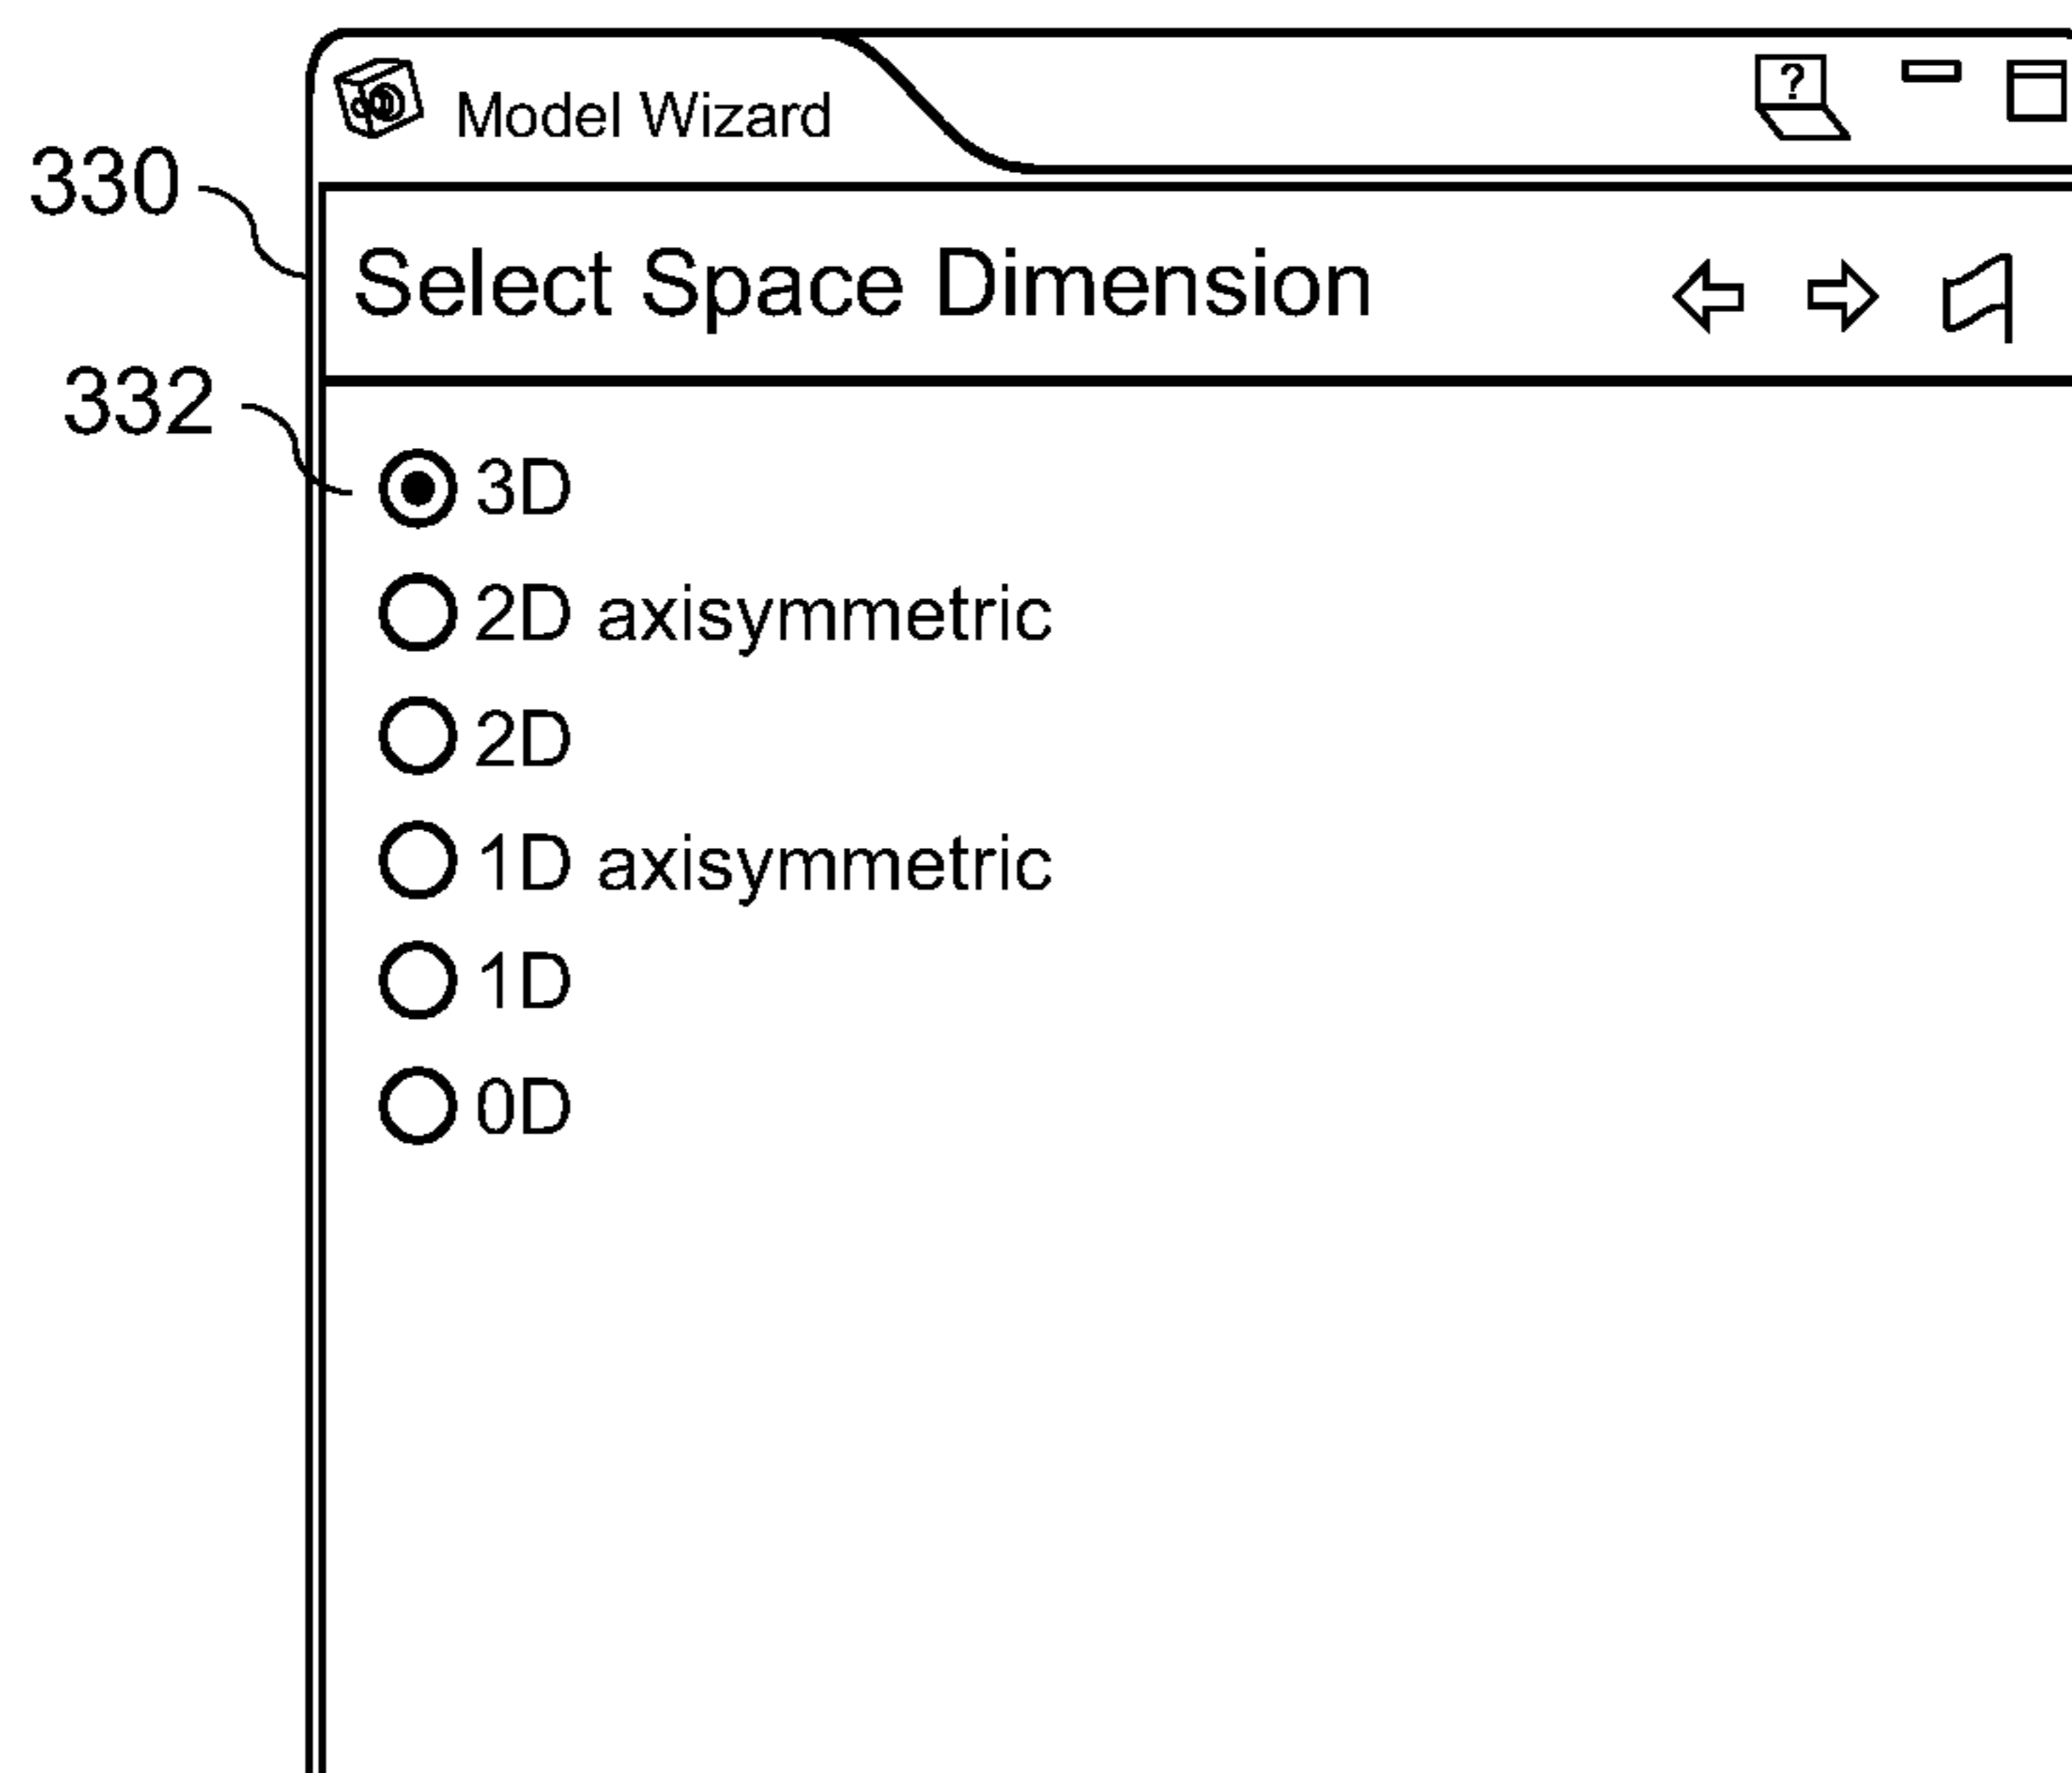 Model Wizard
?
330
Select Space Dimension
332
3D
2D axisymmetric
2D
1D axisymmetric
1D
0D